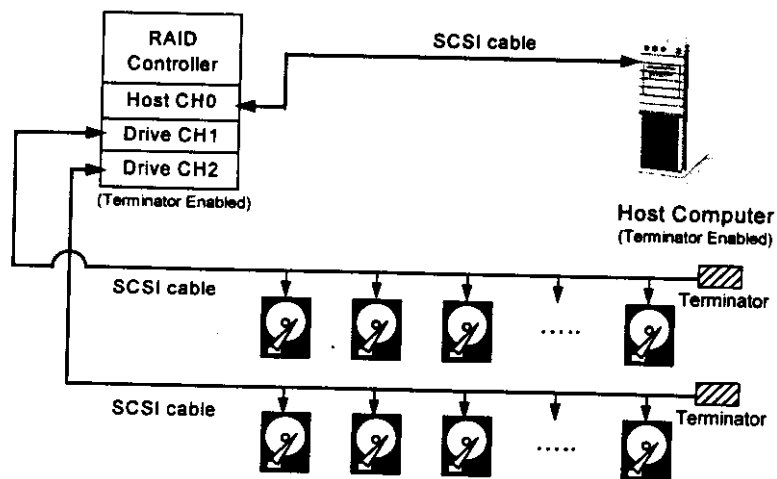 RAID
Controller
Host CH0
Drive CH1
Drive CH2
(Terminator Enabled)
SCSI cable
Host Computer
(Terminator Enabled)
SCSI cable
Terminator
.....
SCSI cable
Terminator
.....